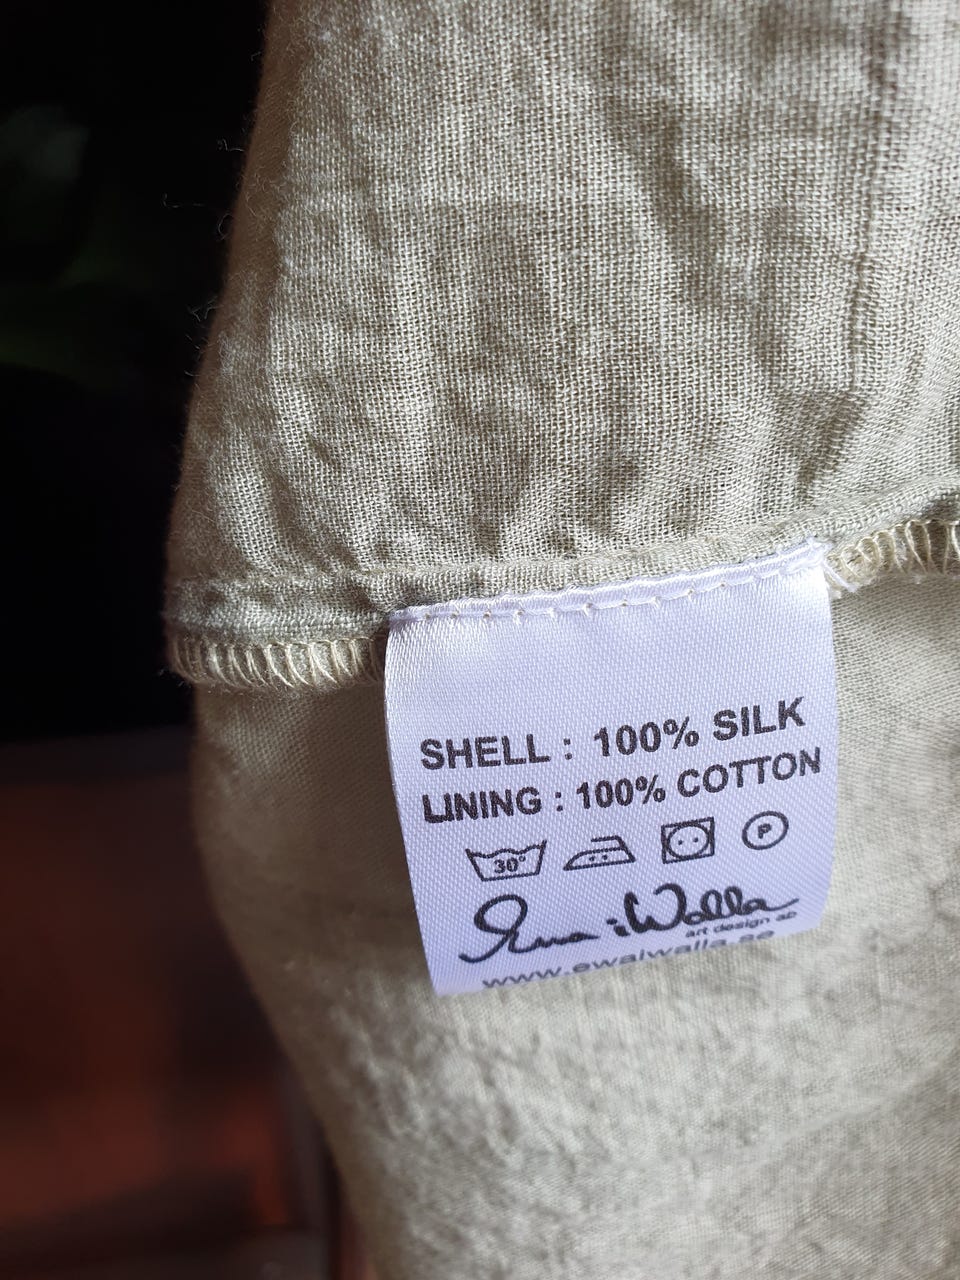 SHELL : 100% SILK
LINING : 100% COTTON
30° P
Ewa i Walla
art design ab
www.ewaiwalla.se